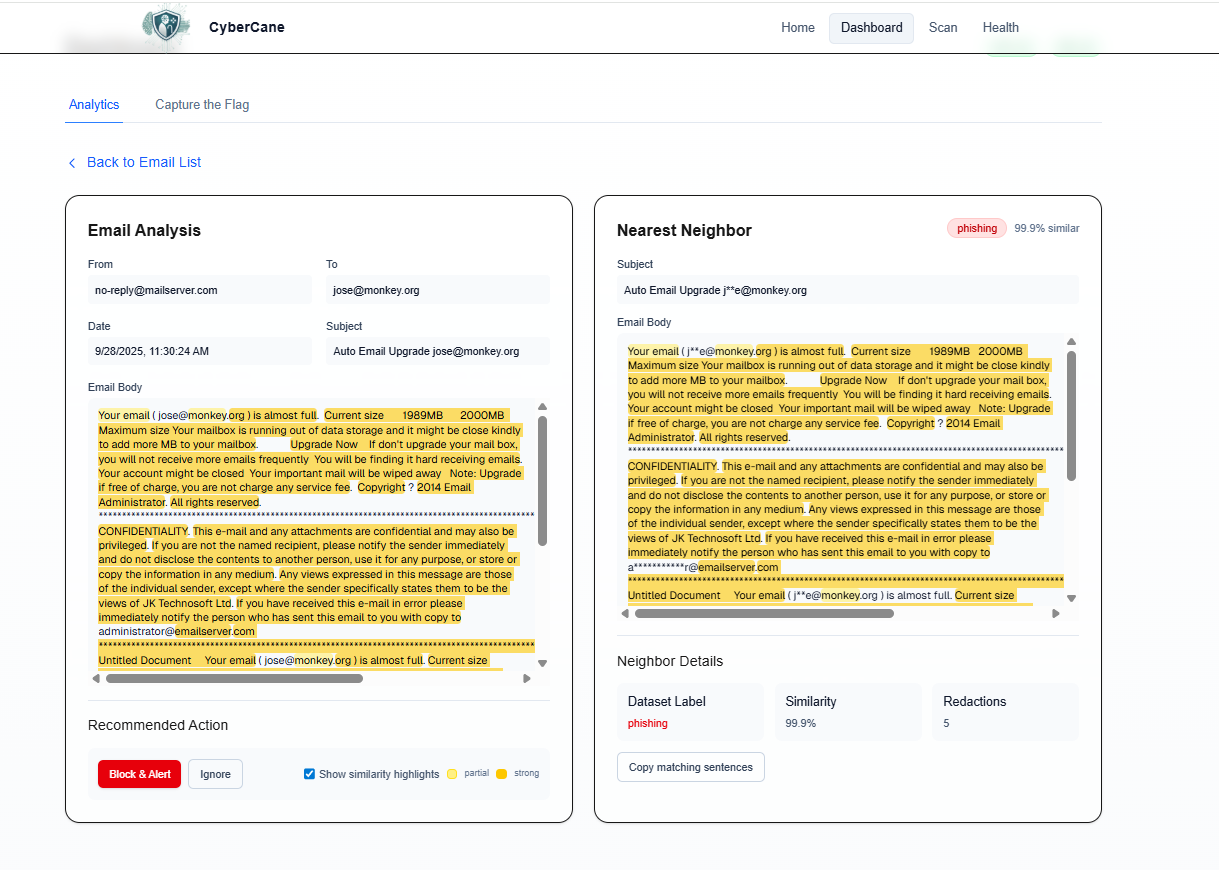 CyberCane
Home
Dashboard
Scan
Health
Analytics
Capture the Flag
Back to Email List
Email Analysis
From
To
no-reply@mailserver.com
jose@monkey.org
Date
Subject
9/28/2025, 11:30:24 AM
Auto Email Upgrade jose@monkey.org
Email Body
Your email ( jose@monkey.org ) is almost full. Current size 1989MB 2000MB
Maximum size Your mailbox is running out of data storage and it might be close kindly
to add more MB to your mailbox. Upgrade Now If don't upgrade your mail box,
you will not receive more emails frequently You will be finding it hard receiving emails.
Your account might be closed Your important mail will be wiped away Note: Upgrade
if free of charge, you are not charge any service fee. Copyright ? 2014 Email
Administrator. All rights reserved.
******************************************************************************************
CONFIDENTIALITY. This e-mail and any attachments are confidential and may also be
privileged. If you are not the named recipient, please notify the sender immediately
and do not disclose the contents to another person, use it for any purpose, or store or
copy the information in any medium. Any views expressed in this message are those
of the individual sender, except where the sender specifically states them to be the
views of JK Technosoft Ltd. If you have received this e-mail in error please
immediately notify the person who has sent this email to you with copy to
administrator@emailserver.com
******************************************************************************************
Untitled Document Your email ( jose@monkey.org ) is almost full. Current size
Recommended Action
Block & Alert
Ignore
Show similarity highlights
partial
strong
Nearest Neighbor
phishing
99.9% similar
Subject
Auto Email Upgrade j**e@monkey.org
Email Body
Your email ( j**e@monkey.org ) is almost full. Current size 1989MB 2000MB
Maximum size Your mailbox is running out of data storage and it might be close kindly
to add more MB to your mailbox. Upgrade Now If don't upgrade your mail box,
you will not receive more emails frequently You will be finding it hard receiving emails.
Your account might be closed Your important mail will be wiped away Note: Upgrade
if free of charge, you are not charge any service fee. Copyright ? 2014 Email
Administrator. All rights reserved.
******************************************************************************************
CONFIDENTIALITY. This e-mail and any attachments are confidential and may also be
privileged. If you are not the named recipient, please notify the sender immediately
and do not disclose the contents to another person, use it for any purpose, or store or
copy the information in any medium. Any views expressed in this message are those
of the individual sender, except where the sender specifically states them to be the
views of JK Technosoft Ltd. If you have received this e-mail in error please
immediately notify the person who has sent this email to you with copy to
a***********r@emailserver.com
******************************************************************************************
Untitled Document Your email ( j**e@monkey.org ) is almost full. Current size
Neighbor Details
Dataset Label
phishing
Similarity
99.9%
Redactions
5
Copy matching sentences